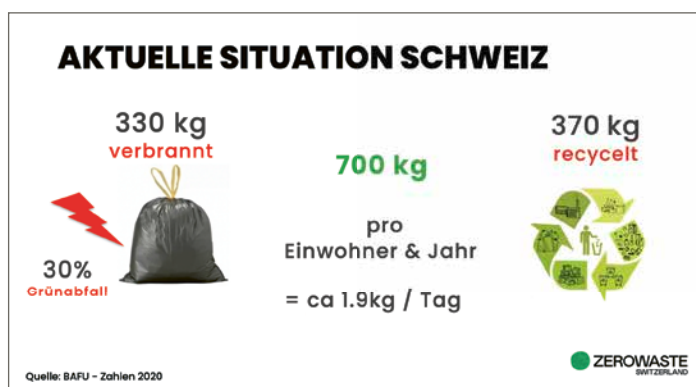 AKTUELLE SITUATION SCHWEIZ
330 kg
verbrannt
30%
Grünabfall
700 kg
pro
Einwohner & Jahr
= ca 1.9kg / Tag
370 kg
recycelt
Quelle: BAFU - Zahlen 2020
ZEROWASTE
SWITZERLAND